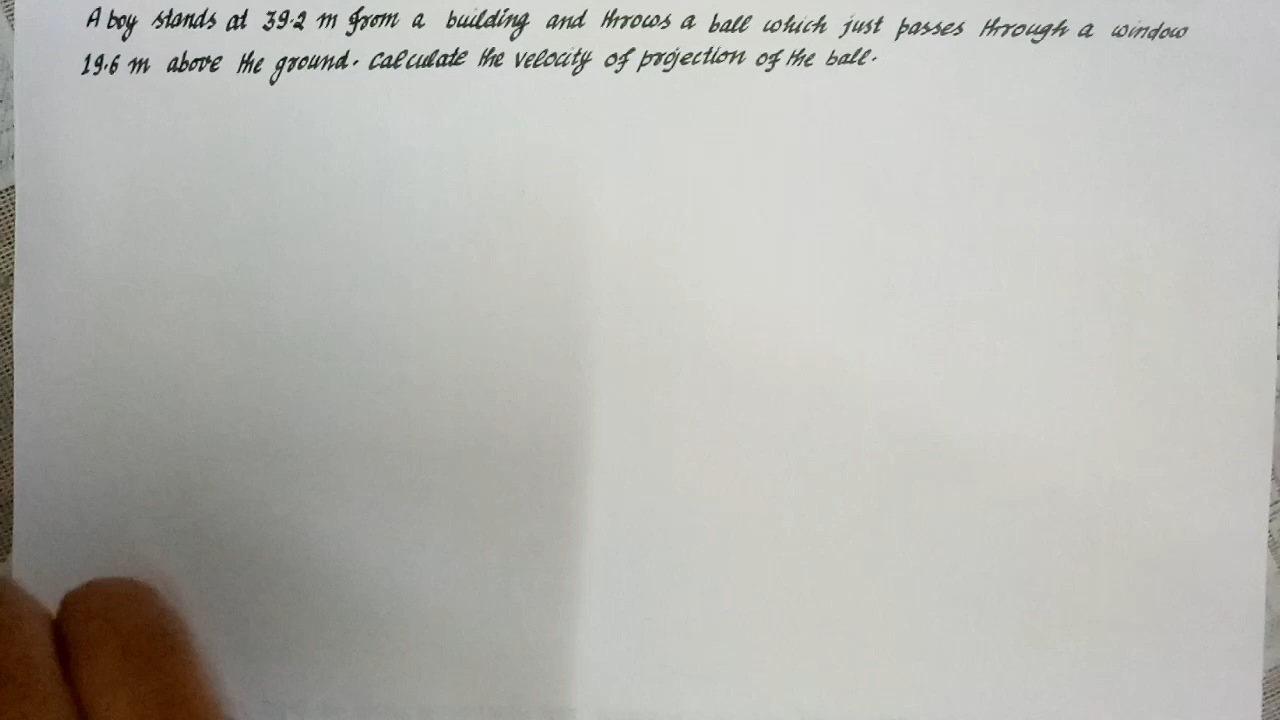 A boy stands at 39.2 m from a building and throws a ball which just passes through a window
19.6 m above the ground. Calculate the velocity of projection of the ball.